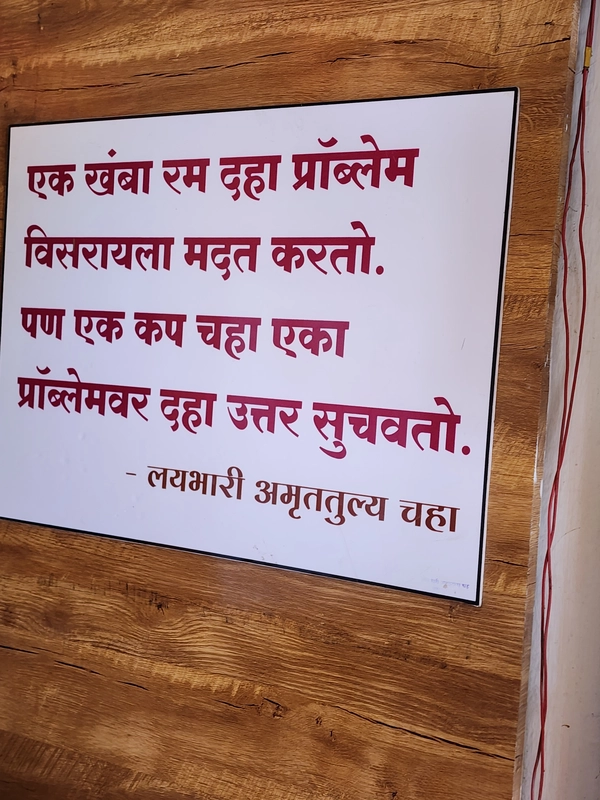 एक खंबा रम दहा प्रॉब्लेम
विसरायला मदत करतो.
पण एक कप चहा एका
प्रॉब्लेमवर दहा उत्तर सुचवतो.
- लयभारी अमृततुल्य चहा